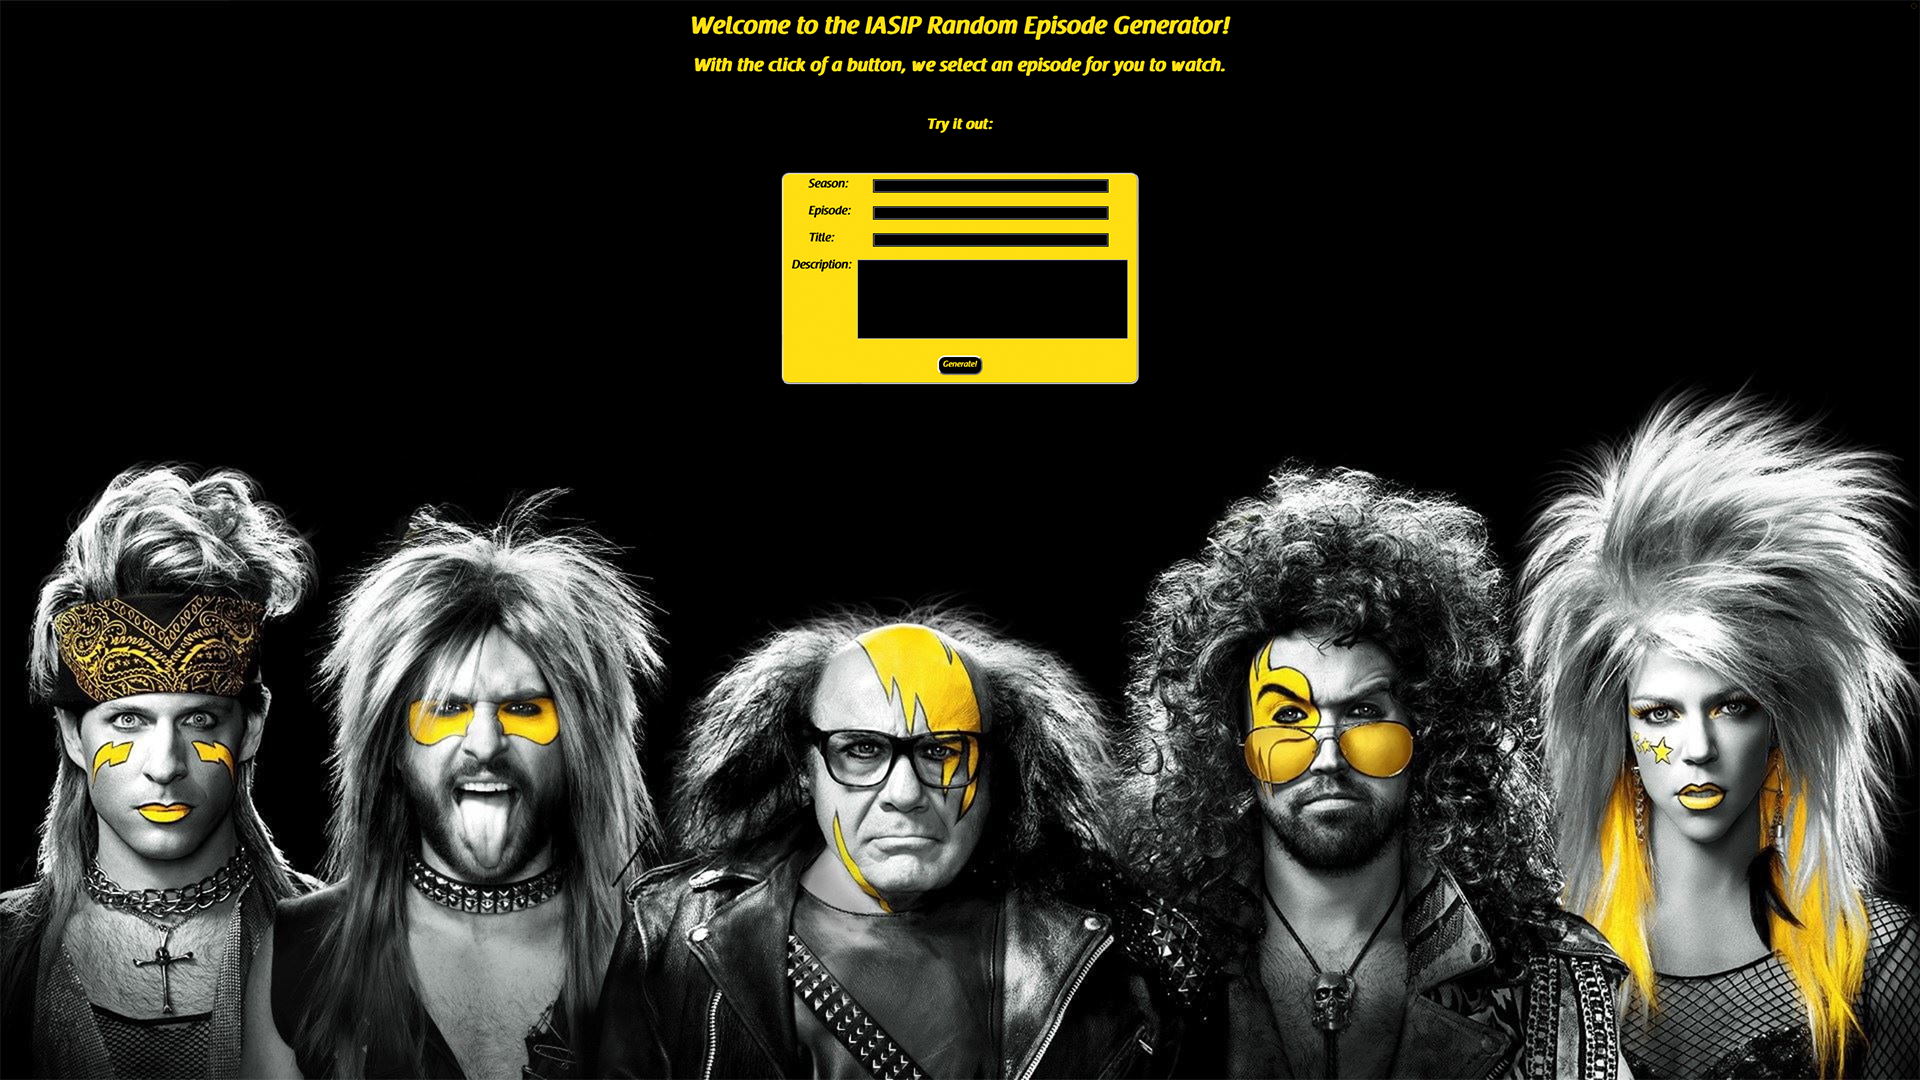 Welcome to the IASIP Random Episode Generator!
With the click of a button, we select an episode for you to watch.
Try it out:
Season:
Episode:
Title:
Description:
Generate!